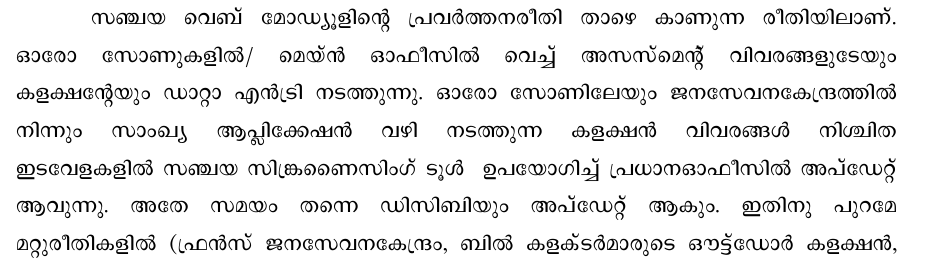 സഞ്ചയ വെബ് മോഡ്യൂളിന്റെ പ്രവർത്തനരീതി താഴെ കാണുന്ന രീതിയിലാണ്.
ഓരോ സോണുകളിൽ/ മെയ്ൻ ഓഫീസിൽ വെച്ച് അസസ്മെന്റ് വിവരങ്ങളുടേയും
കളക്ഷന്റേയും ഡാറ്റാ എൻട്രി നടത്തുന്നു. ഓരോ സോണിലേയും ജനസേവനകേന്ദ്രത്തിൽ
നിന്നും സാംഖ്യ ആപ്ലിക്കേഷൻ വഴി നടത്തുന്ന കളക്ഷൻ വിവരങ്ങൾ നിശ്ചിത
ഇടവേളകളിൽ സഞ്ചയ സിങ്ക്രണൈസിംഗ് ടൂൾ ഉപയോഗിച്ച് പ്രധാനഓഫീസിൽ അപ്ഡേറ്റ്
ആവുന്നു. അതേ സമയം തന്നെ ഡിസിബിയും അപ്ഡേറ്റ് ആകും. ഇതിനു പുറമേ
മറ്റുരീതികളിൽ (ഫ്രൻസ് ജനസേവനകേന്ദ്രം, ബിൽ കളക്ടർമാരുടെ ഔട്ട്ഡോർ കളക്ഷൻ,